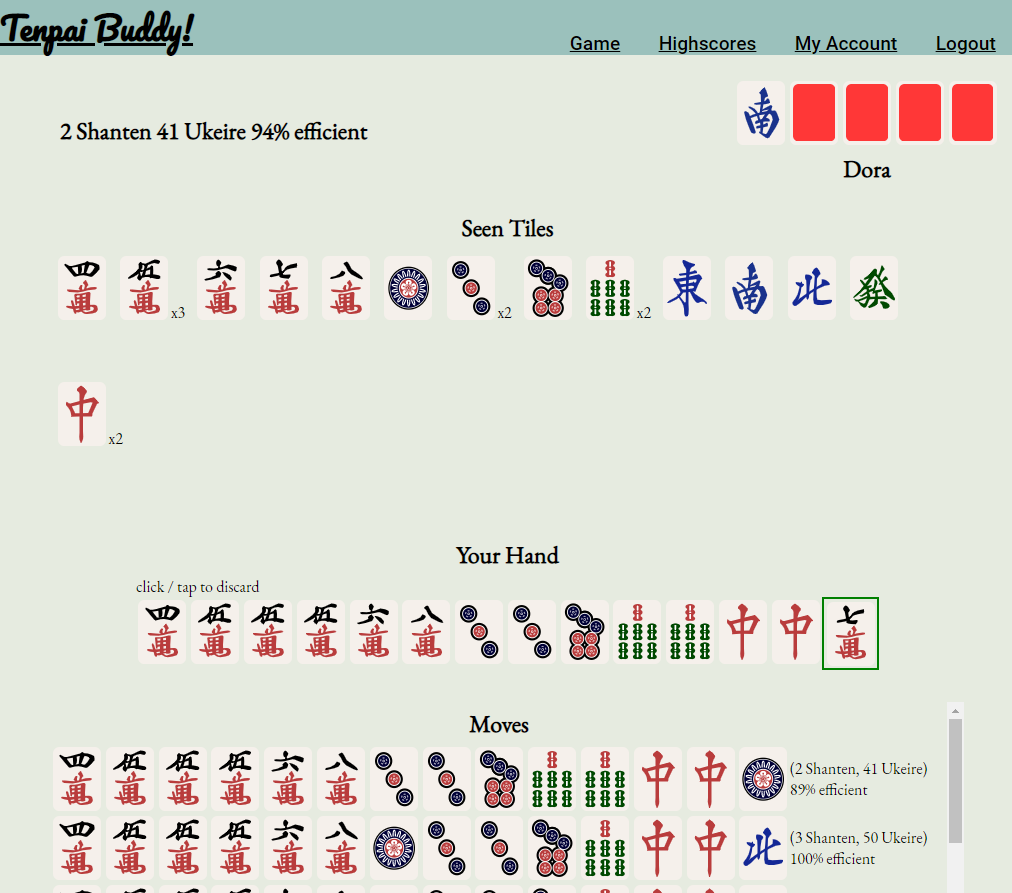 Tenpai Buddy!
Game Highscores My Account Logout
2 Shanten 41 Ukeire 94% efficient
南
Dora
Seen Tiles
四萬 伍萬 x3 六萬 七萬 八萬 x2 x2 東 南 北 發
中 x2
Your Hand
click / tap to discard
四萬 伍萬 伍萬 伍萬 六萬 八萬 中 中 七萬
Moves
四萬 伍萬 伍萬 伍萬 六萬 八萬 中 中 (2 Shanten, 41 Ukeire)
89% efficient
四萬 伍萬 伍萬 伍萬 六萬 八萬 中 中 北 (3 Shanten, 50 Ukeire)
100% efficient